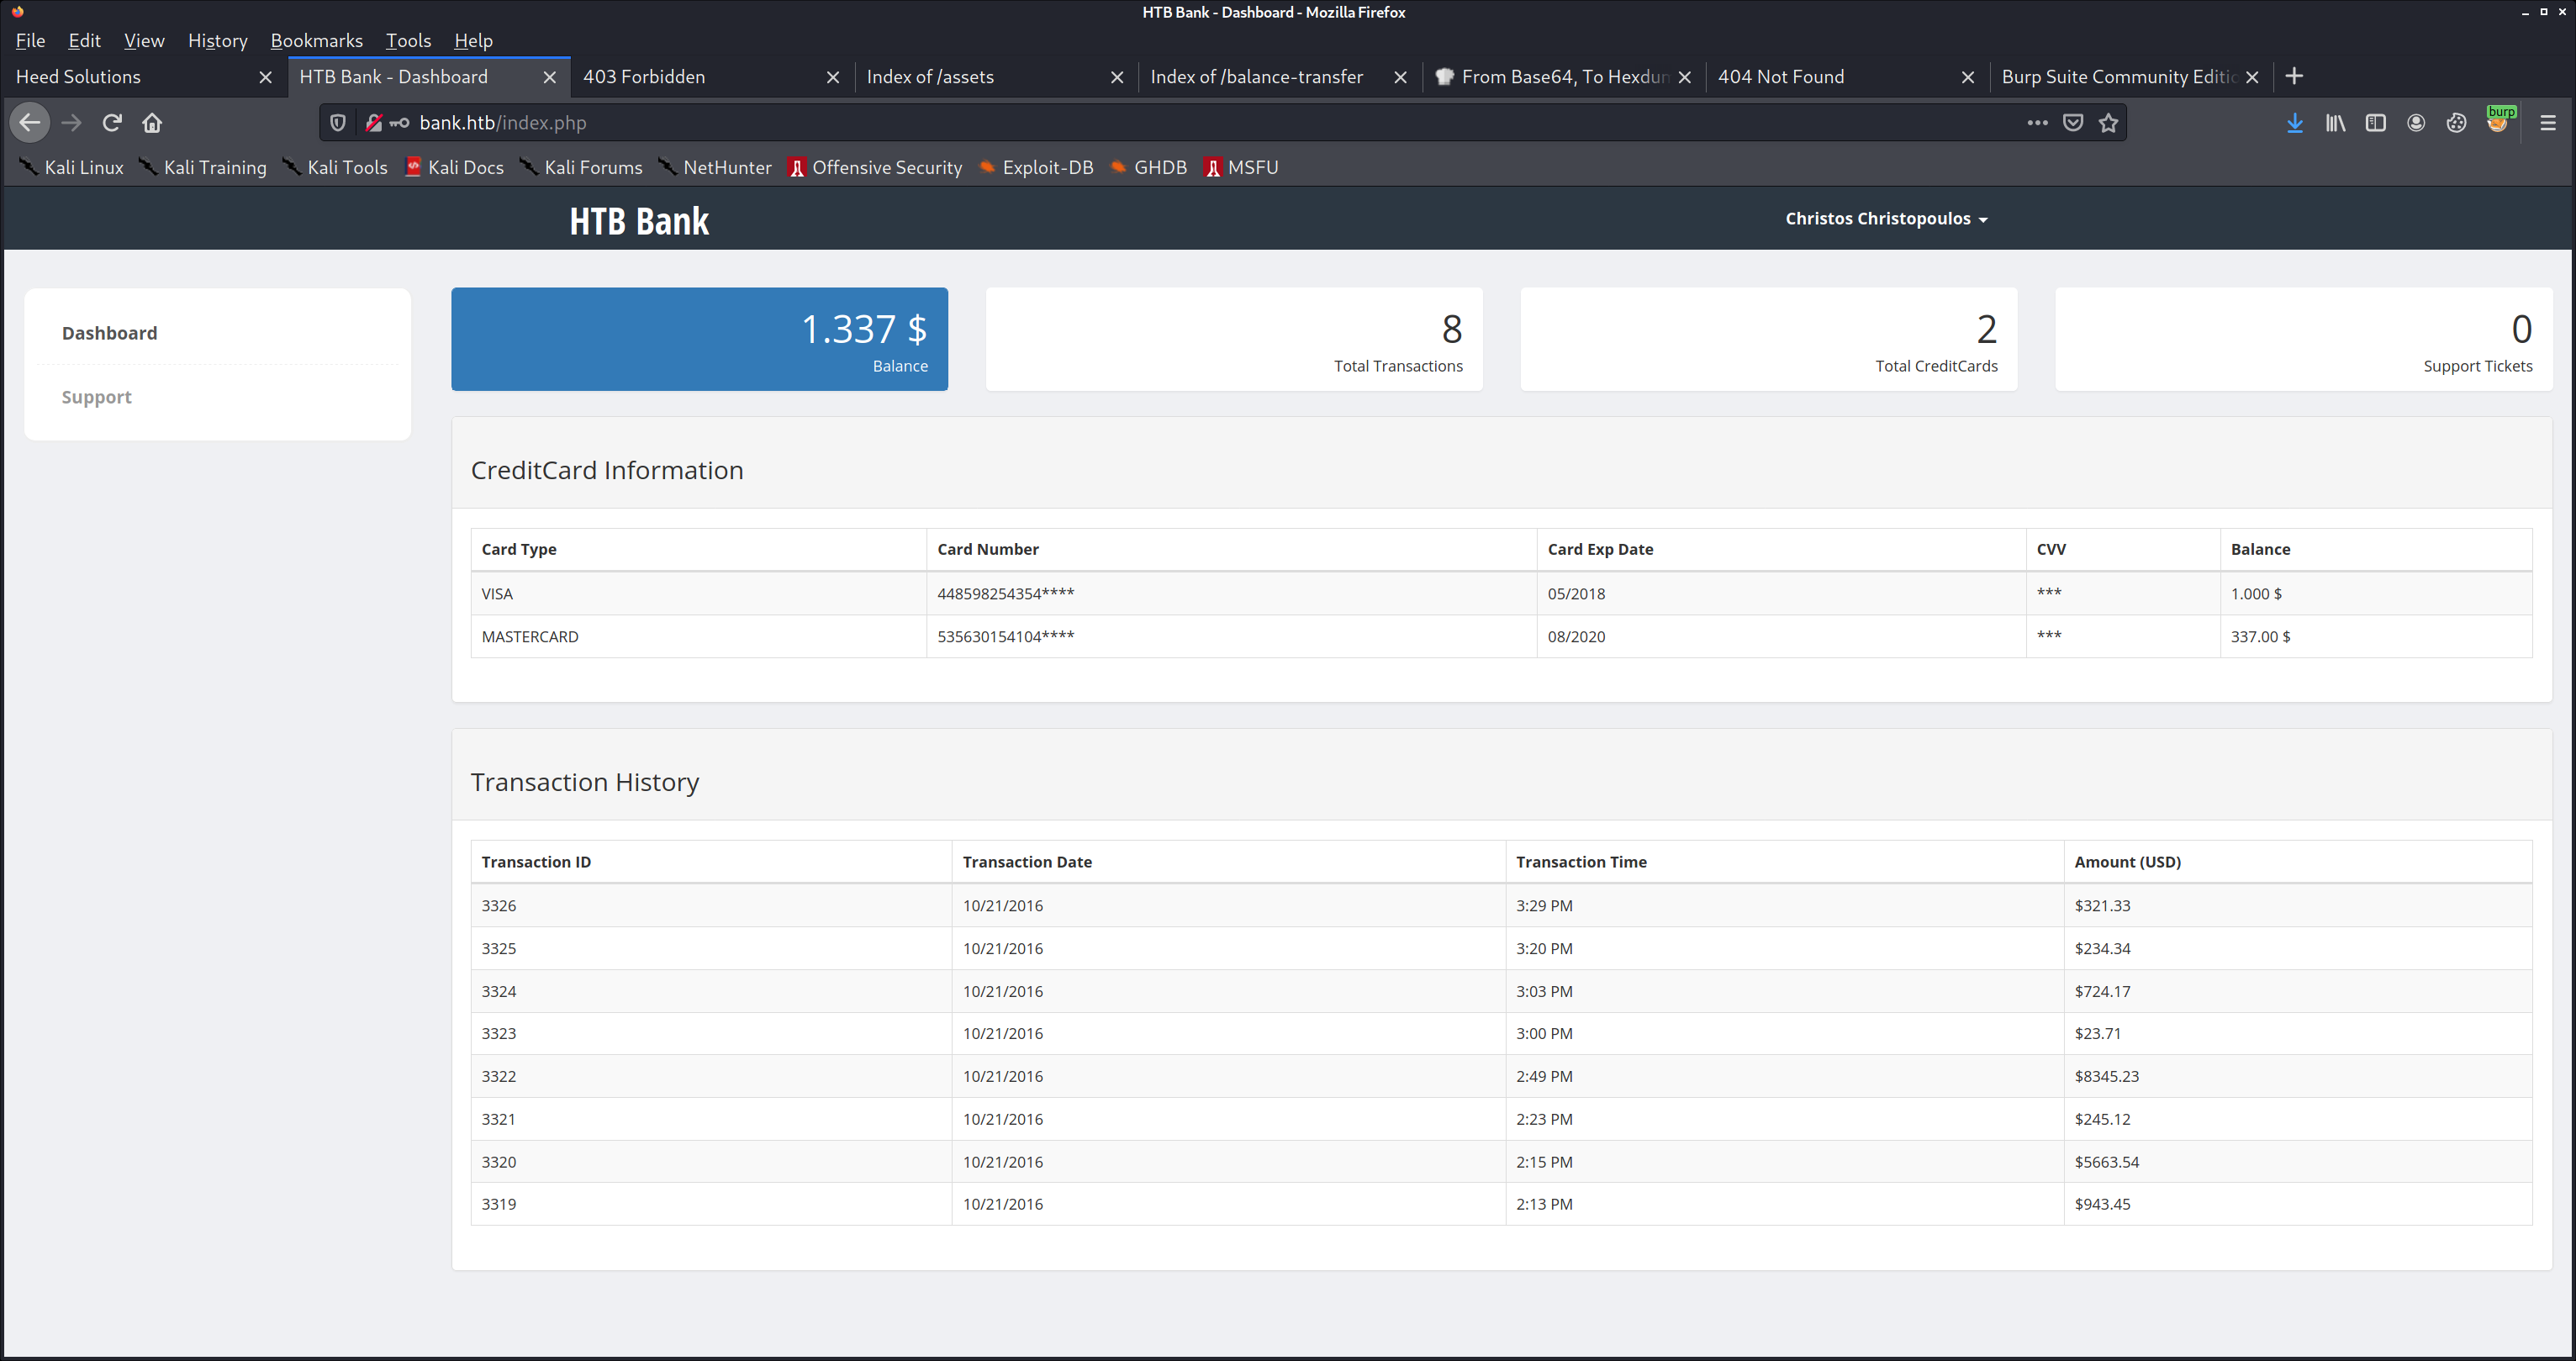 HTB Bank - Dashboard - Mozilla Firefox
File Edit View History Bookmarks Tools Help
Heed Solutions HTB Bank - Dashboard 403 Forbidden Index of /assets Index of /balance-transfer From Base64, To Hexdun 404 Not Found Burp Suite Community Editic
bank.htb/index.php burp
Kali Linux Kali Training Kali Tools Kali Docs Kali Forums NetHunter Offensive Security Exploit-DB GHDB MSFU
HTB Bank Christos Christopoulos
Dashboard
Support
1.337 $
Balance
8
Total Transactions
2
Total CreditCards
0
Support Tickets
CreditCard Information
Card Type Card Number Card Exp Date CVV Balance
VISA 448598254354**** 05/2018 *** 1.000 $
MASTERCARD 535630154104**** 08/2020 *** 337.00 $
Transaction History
Transaction ID Transaction Date Transaction Time Amount (USD)
3326 10/21/2016 3:29 PM $321.33
3325 10/21/2016 3:20 PM $234.34
3324 10/21/2016 3:03 PM $724.17
3323 10/21/2016 3:00 PM $23.71
3322 10/21/2016 2:49 PM $8345.23
3321 10/21/2016 2:23 PM $245.12
3320 10/21/2016 2:15 PM $5663.54
3319 10/21/2016 2:13 PM $943.45